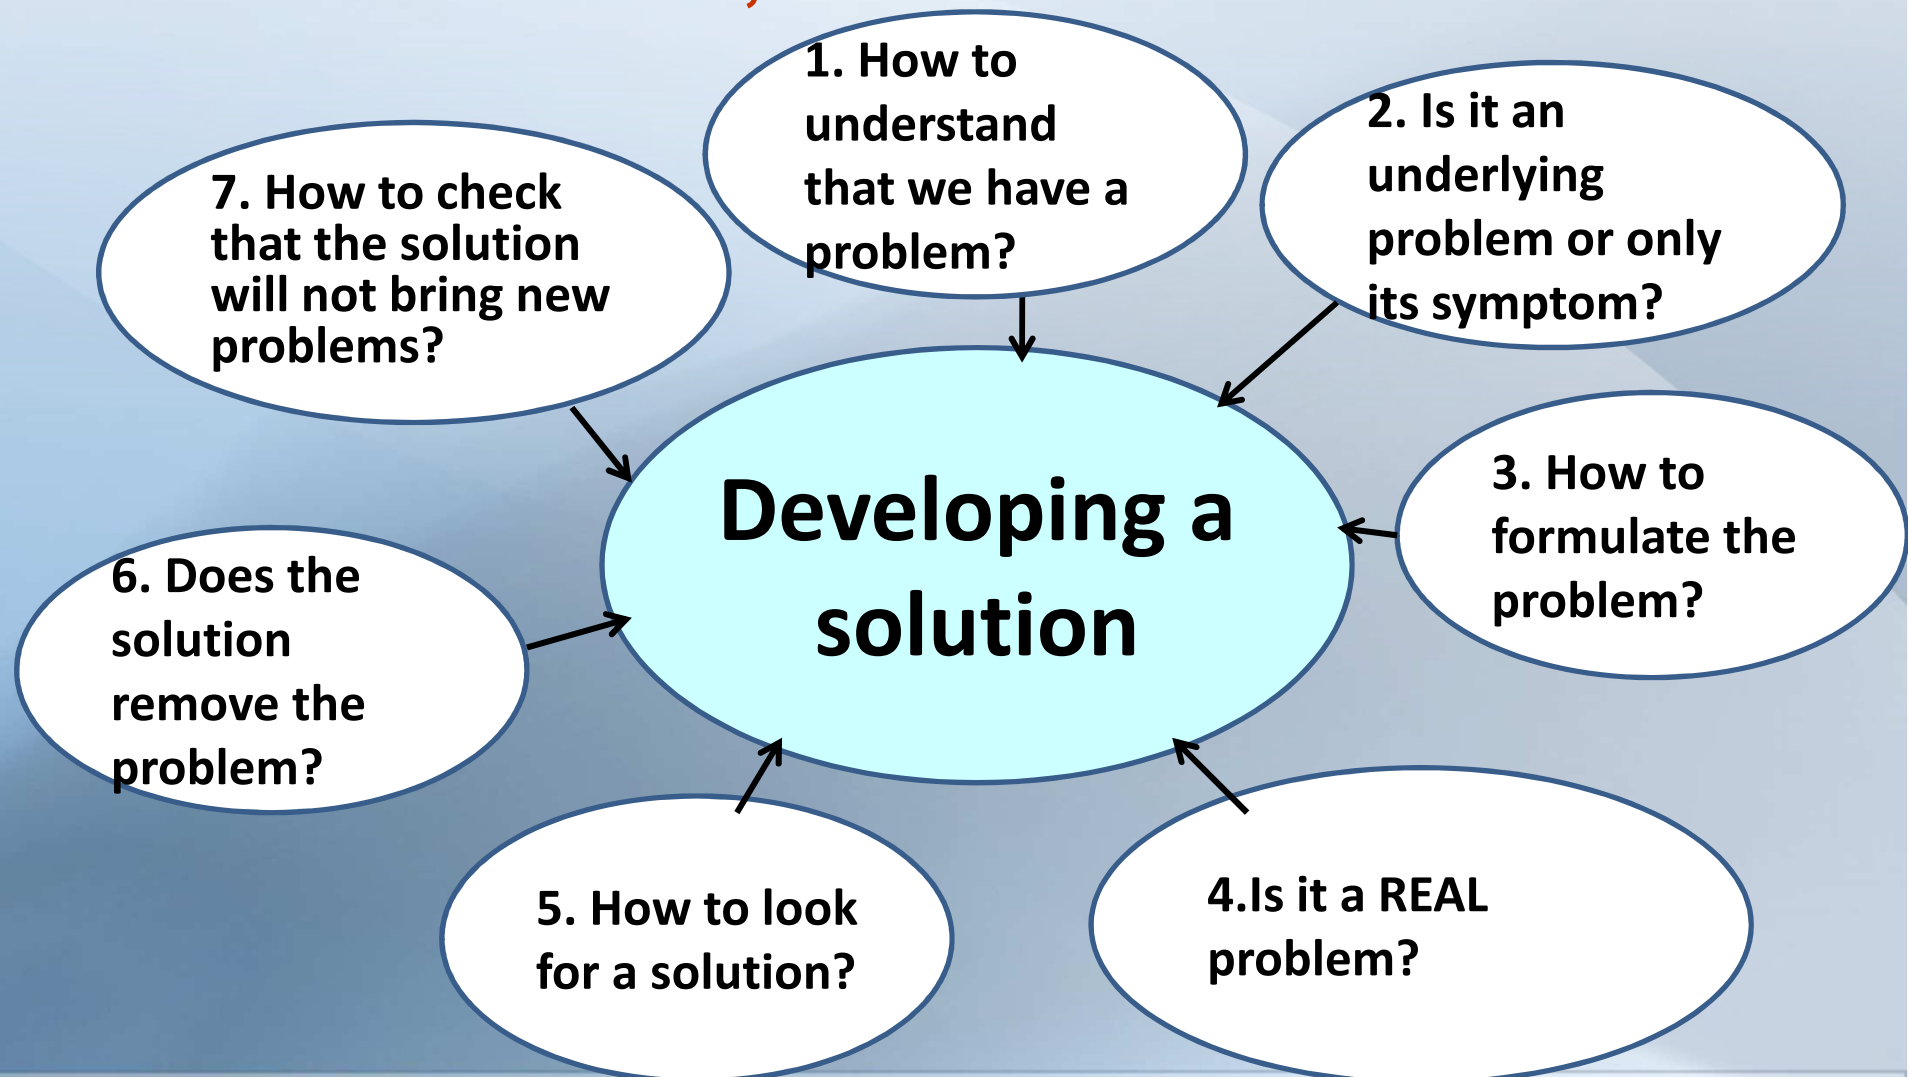 1. How to
understand
that we have a
problem?
2. Is it an
underlying
problem or only
its symptom?
3. How to
formulate the
problem?
4.Is it a REAL
problem?
5. How to look
for a solution?
6. Does the
solution
remove the
problem?
7. How to check
that the solution
will not bring new
problems?
Developing a
solution